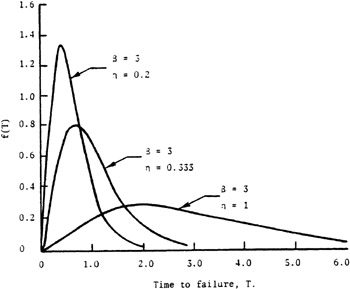 1.6
1.4
1.2
1.0
0.8
0.6
0.4
0.2
f(T)
β = 3
η = 0.2
β = 3
η = 0.333
β = 3
η = 1
0 1.0 2.0 3.0 4.0 5.0 6.0
Time to failure, T.